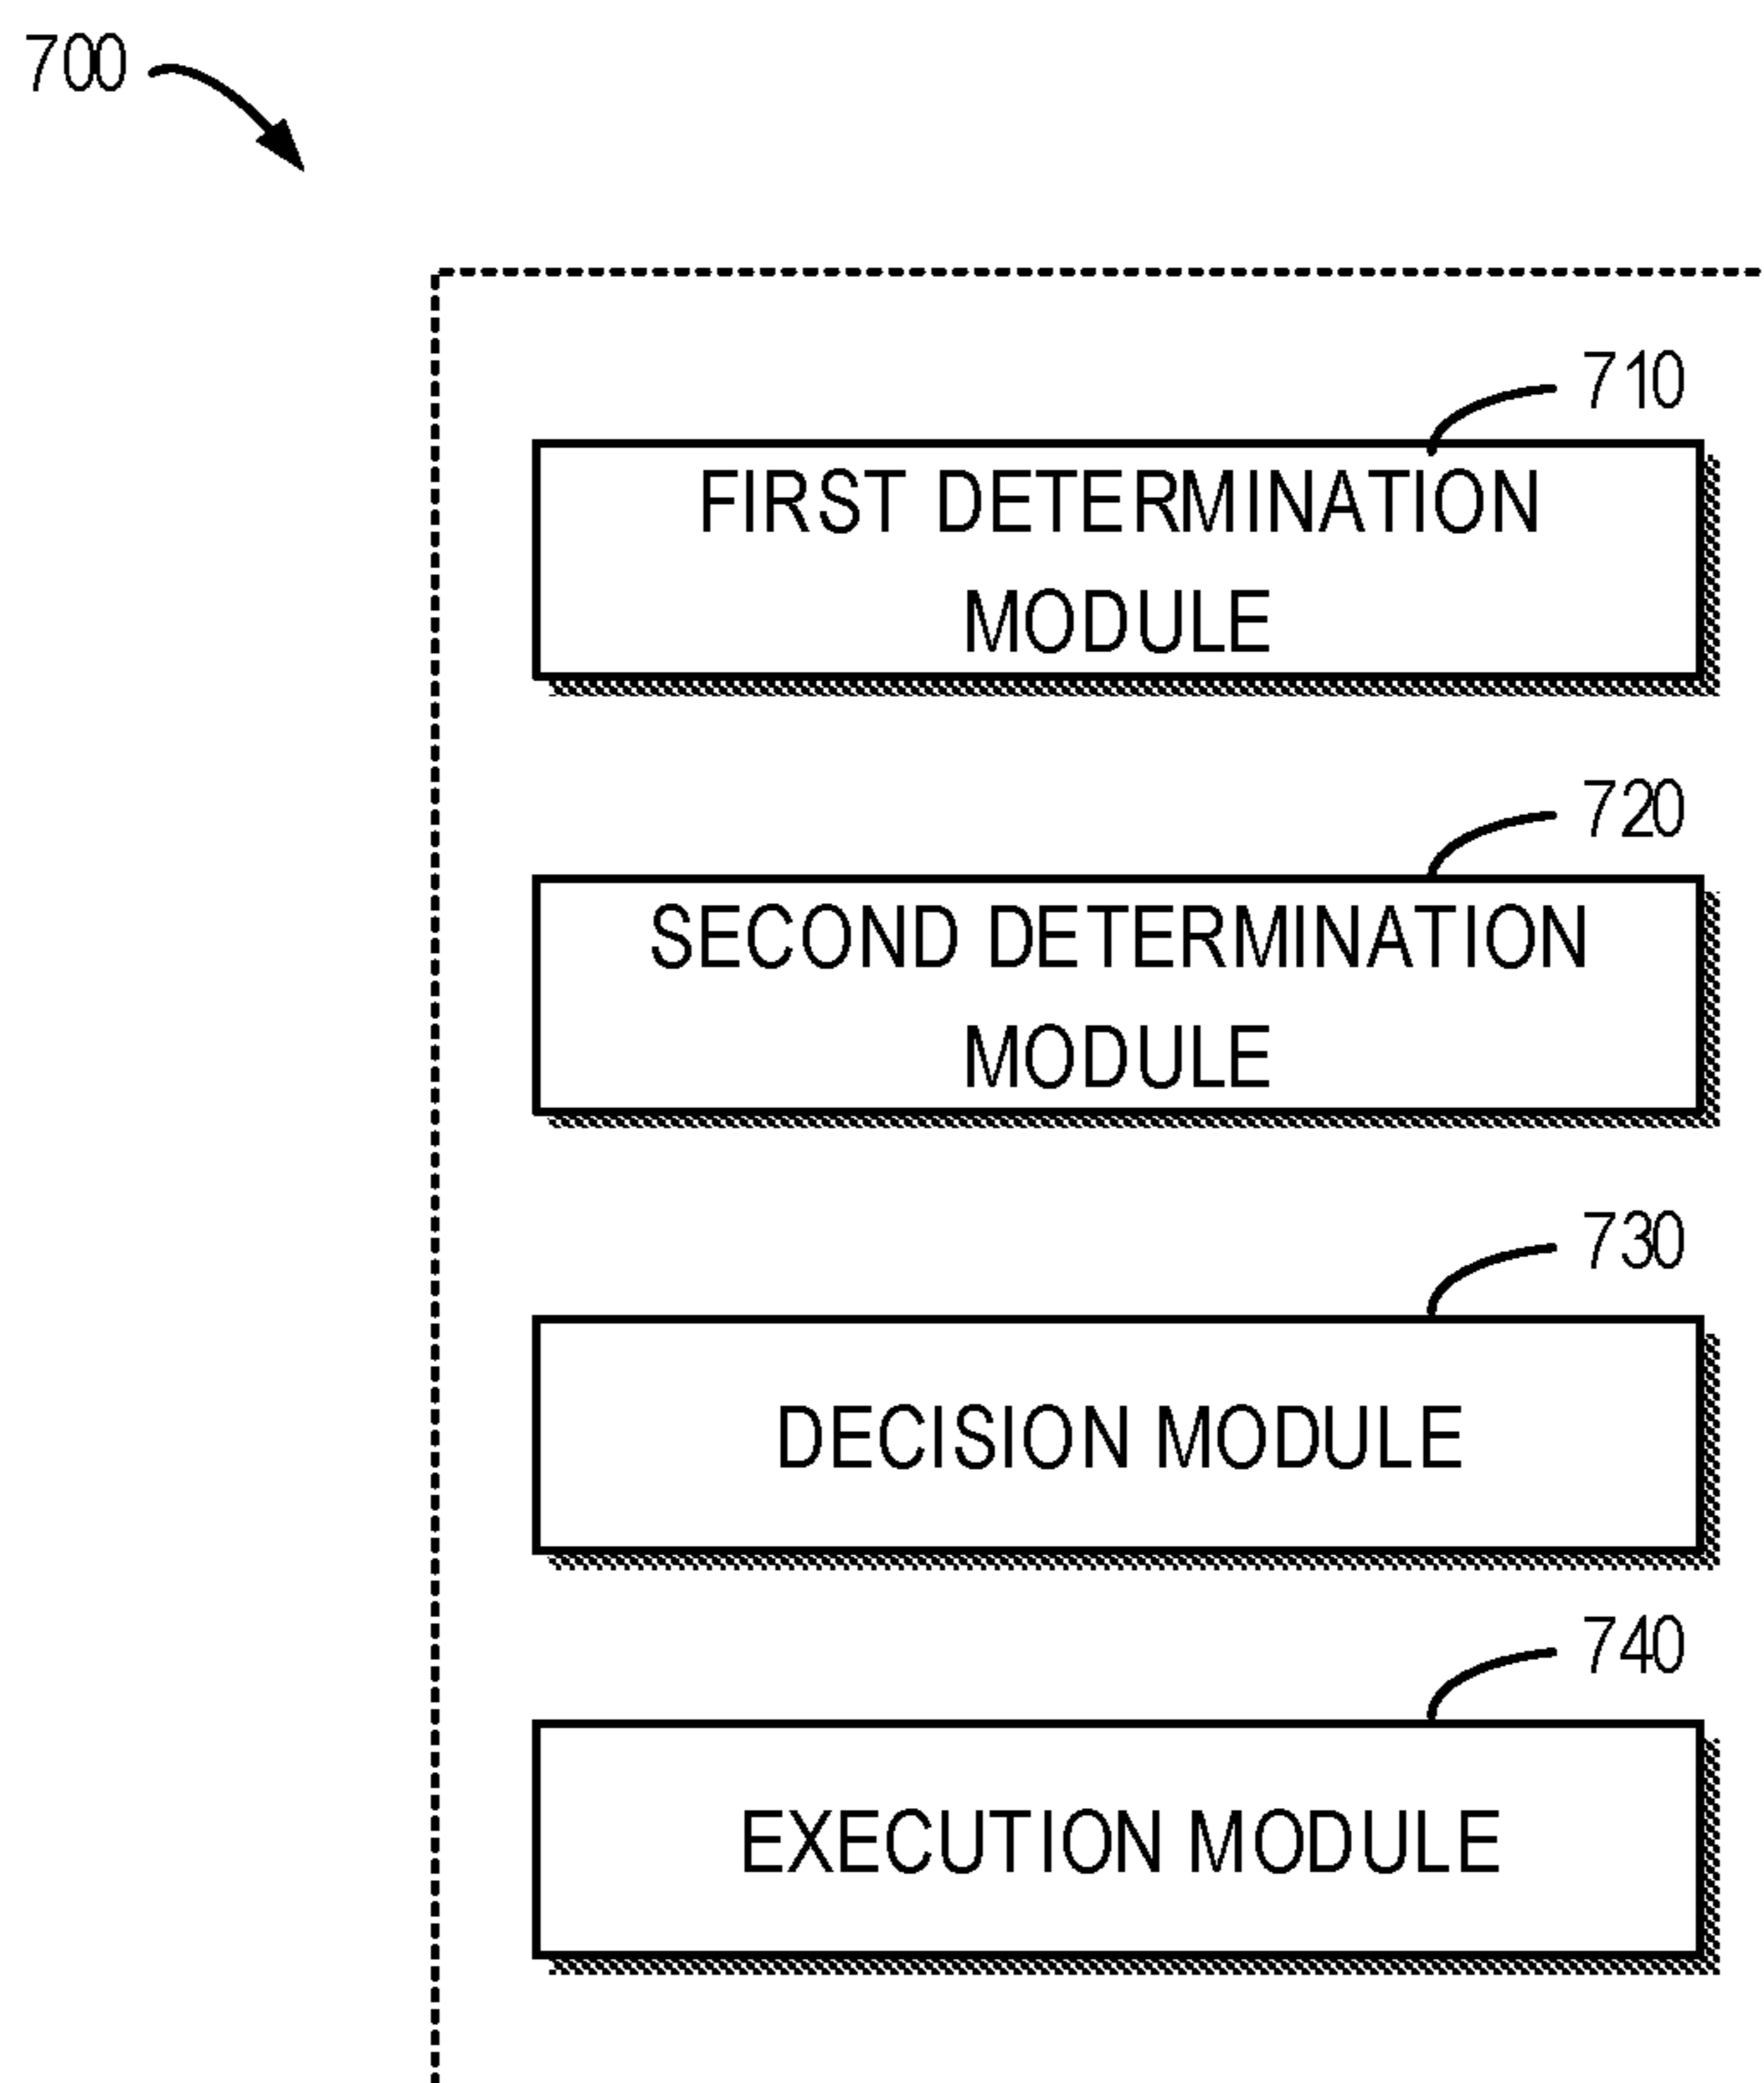 700
710
FIRST DETERMINATION
MODULE
720
SECOND DETERMINATION
MODULE
730
DECISION MODULE
740
EXECUTION MODULE